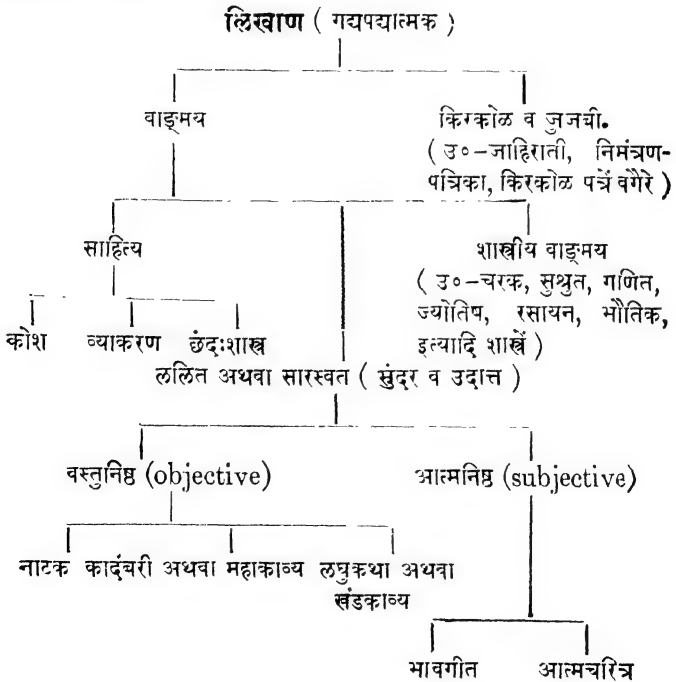 लिखाण ( गद्यपद्यात्मक )
वाङ्मय
किरकोळ व जुजबी.
( उ०-जाहिराती, निमंत्रण-
पत्रिका, किरकोळ पत्रें वगैरे )
साहित्य
शास्त्रीय वाङ्मय
( उ०-चरक, सुश्रुत, गणित,
ज्योतिष, रसायन, भौतिक,
इत्यादि शास्त्रें )
कोश व्याकरण छंदःशास्त्र
ललित अथवा सारस्वत ( सुंदर व उदात्त )
वस्तुनिष्ठ (objective) आत्मनिष्ठ (subjective)
नाटक कादंबरी अथवा महाकाव्य लघुकथा अथवा
खंडकाव्य
भावगीत आत्मचरित्र